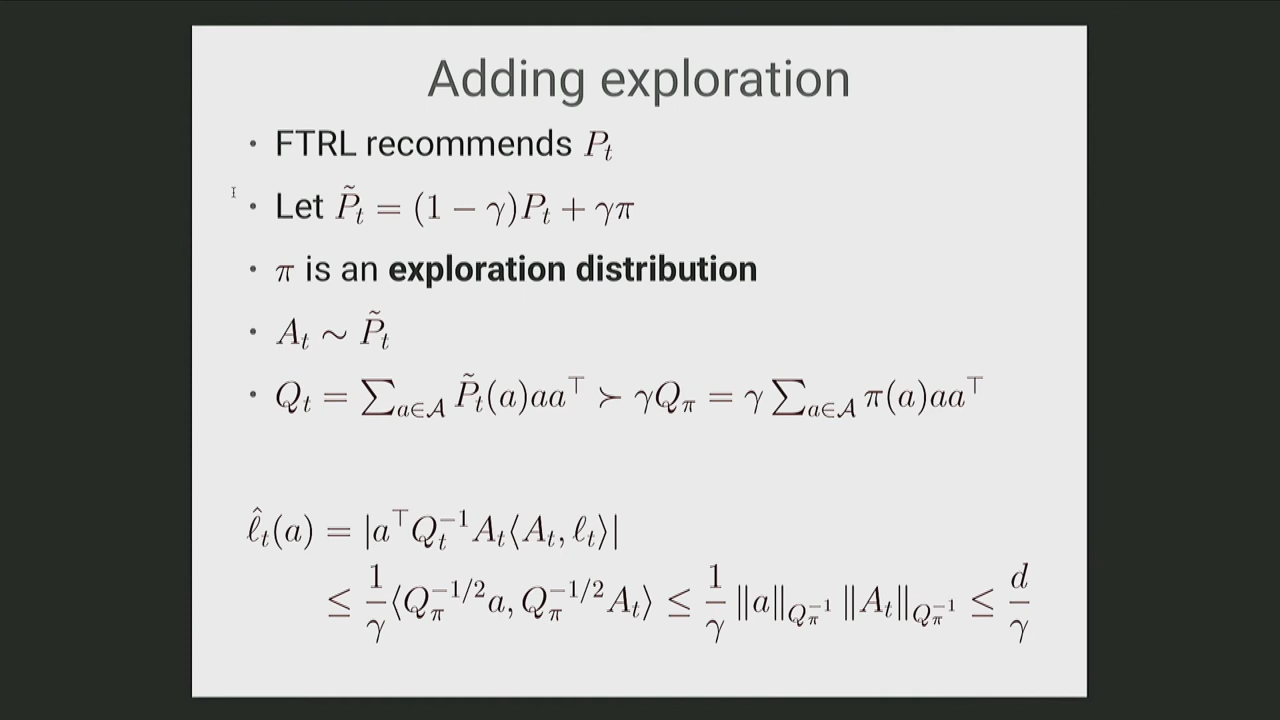 Adding exploration
• FTRL recommends $P_t$
• Let $\tilde{P}_t = (1 - \gamma)P_t + \gamma\pi$
• $\pi$ is an exploration distribution
• $A_t \sim \tilde{P}_t$
• $Q_t = \sum_{a \in \mathcal{A}} \tilde{P}_t(a)aa^\top \succ \gamma Q_\pi = \gamma \sum_{a \in \mathcal{A}} \pi(a)aa^\top$
$\hat{\ell}_t(a) = |a^\top Q_t^{-1} A_t \langle A_t, \ell_t \rangle|$
$\leq \frac{1}{\gamma} \langle Q_\pi^{-1/2} a, Q_\pi^{-1/2} A_t \rangle \leq \frac{1}{\gamma} \|a\|_{Q_\pi^{-1}} \|A_t\|_{Q_\pi^{-1}} \leq \frac{d}{\gamma}$